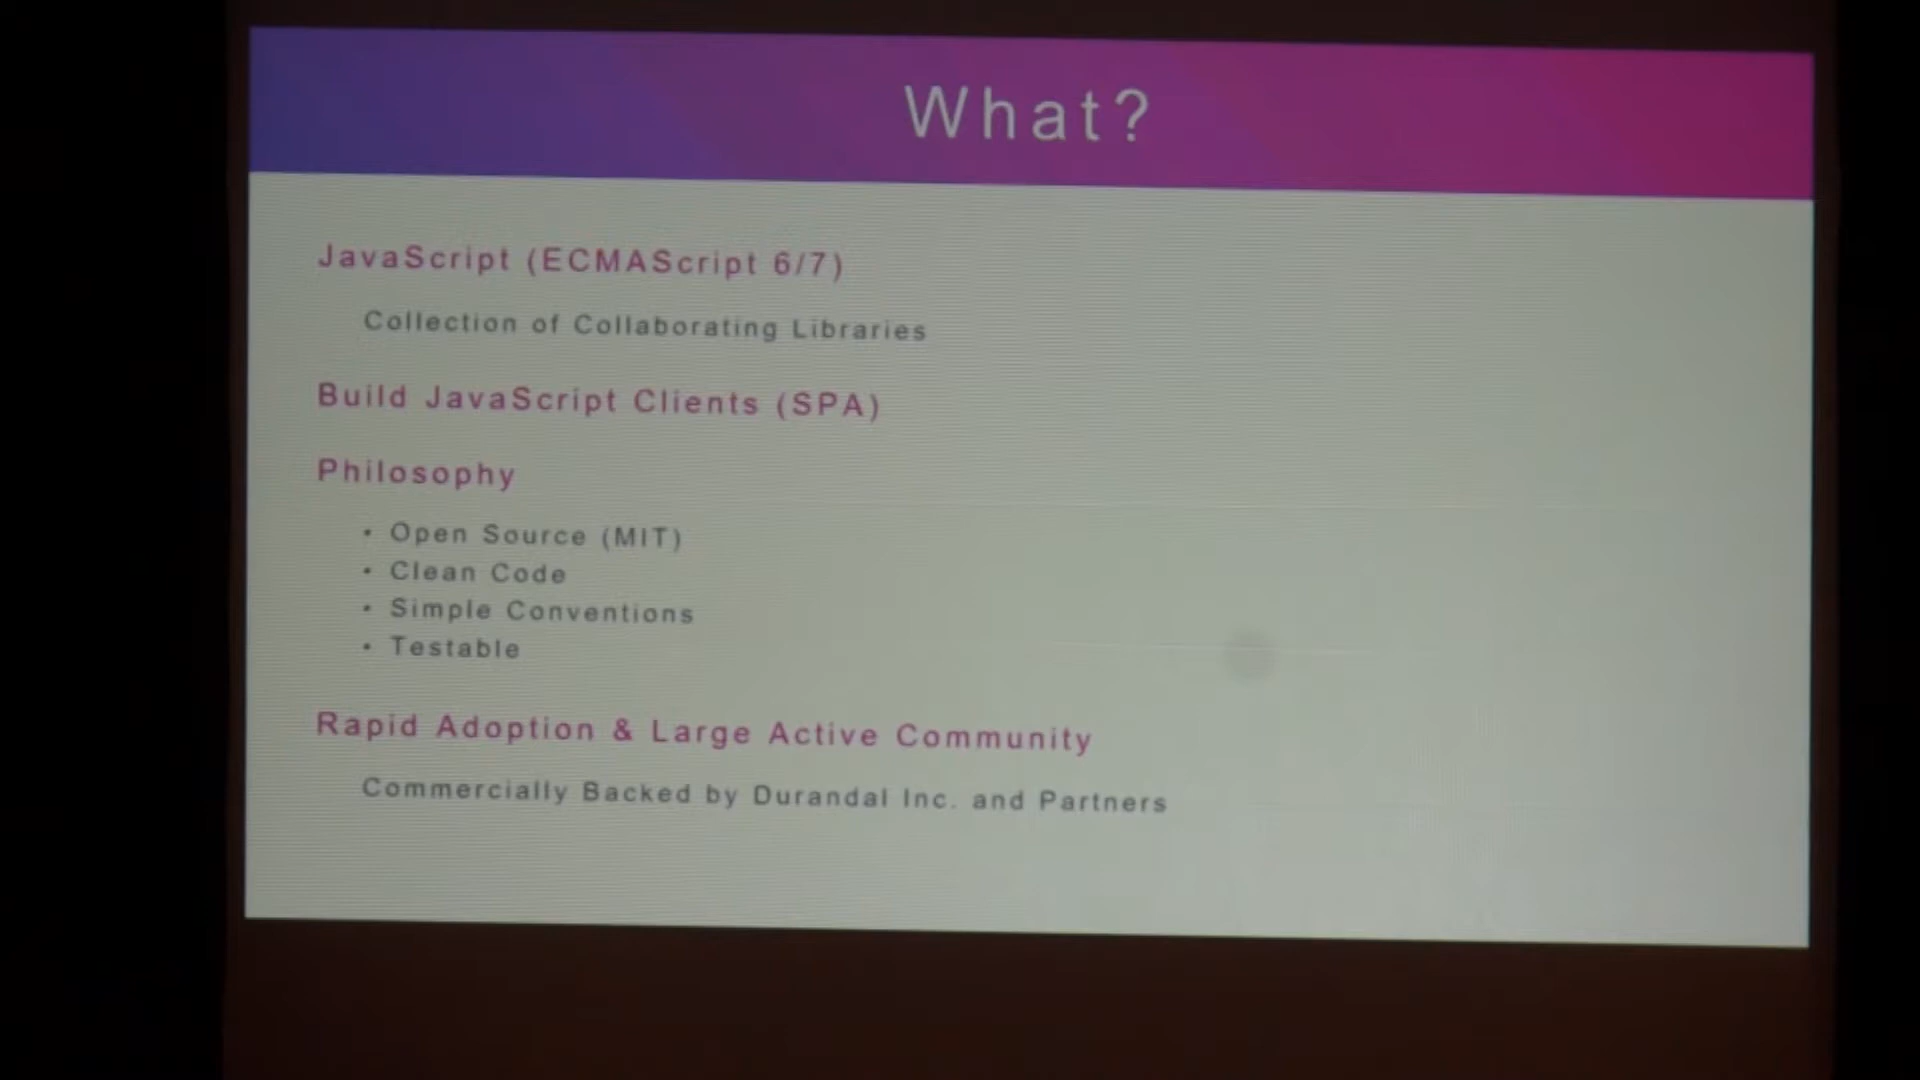 What?
JavaScript (ECMAScript 6/7)
Collection of Collaborating Libraries
Build JavaScript Clients (SPA)
Philosophy
• Open Source (MIT)
• Clean Code
• Simple Conventions
• Testable
Rapid Adoption & Large Active Community
Commercially Backed by Durandal Inc. and Partners